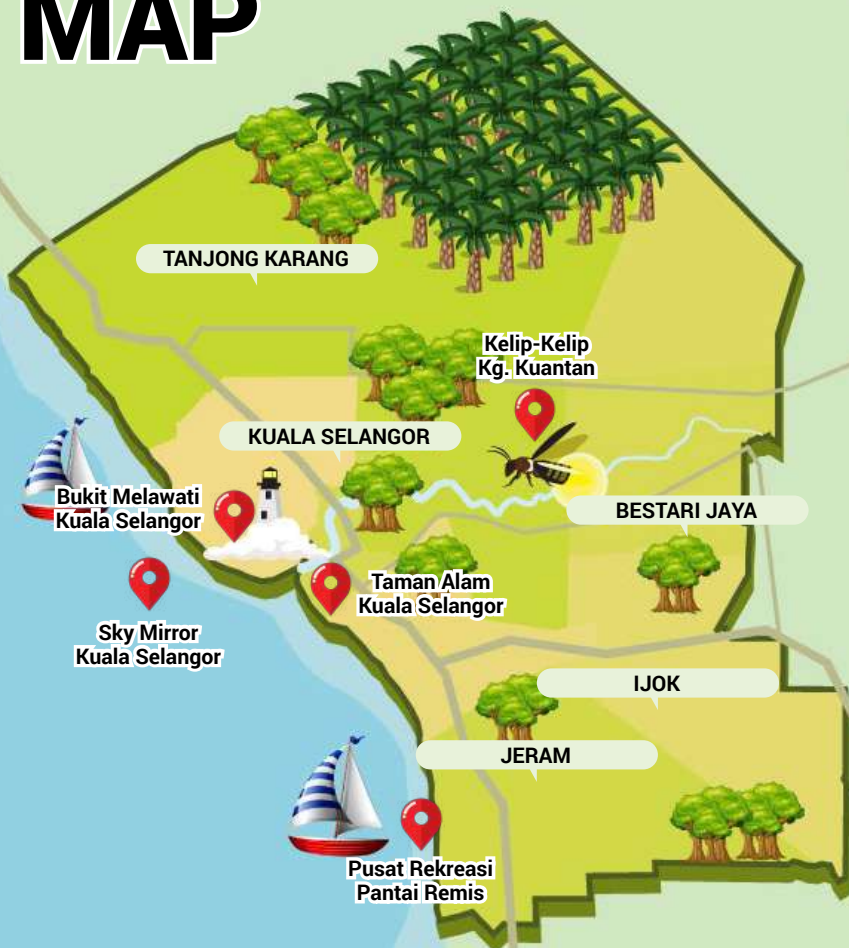 MAP
TANJONG KARANG
Kelip-Kelip
Kg. Kuantan
KUALA SELANGOR
Bukit Melawati
Kuala Selangor
BESTARI JAYA
Taman Alam
Kuala Selangor
Sky Mirror
Kuala Selangor
IJOK
JERAM
Pusat Rekreasi
Pantai Remis